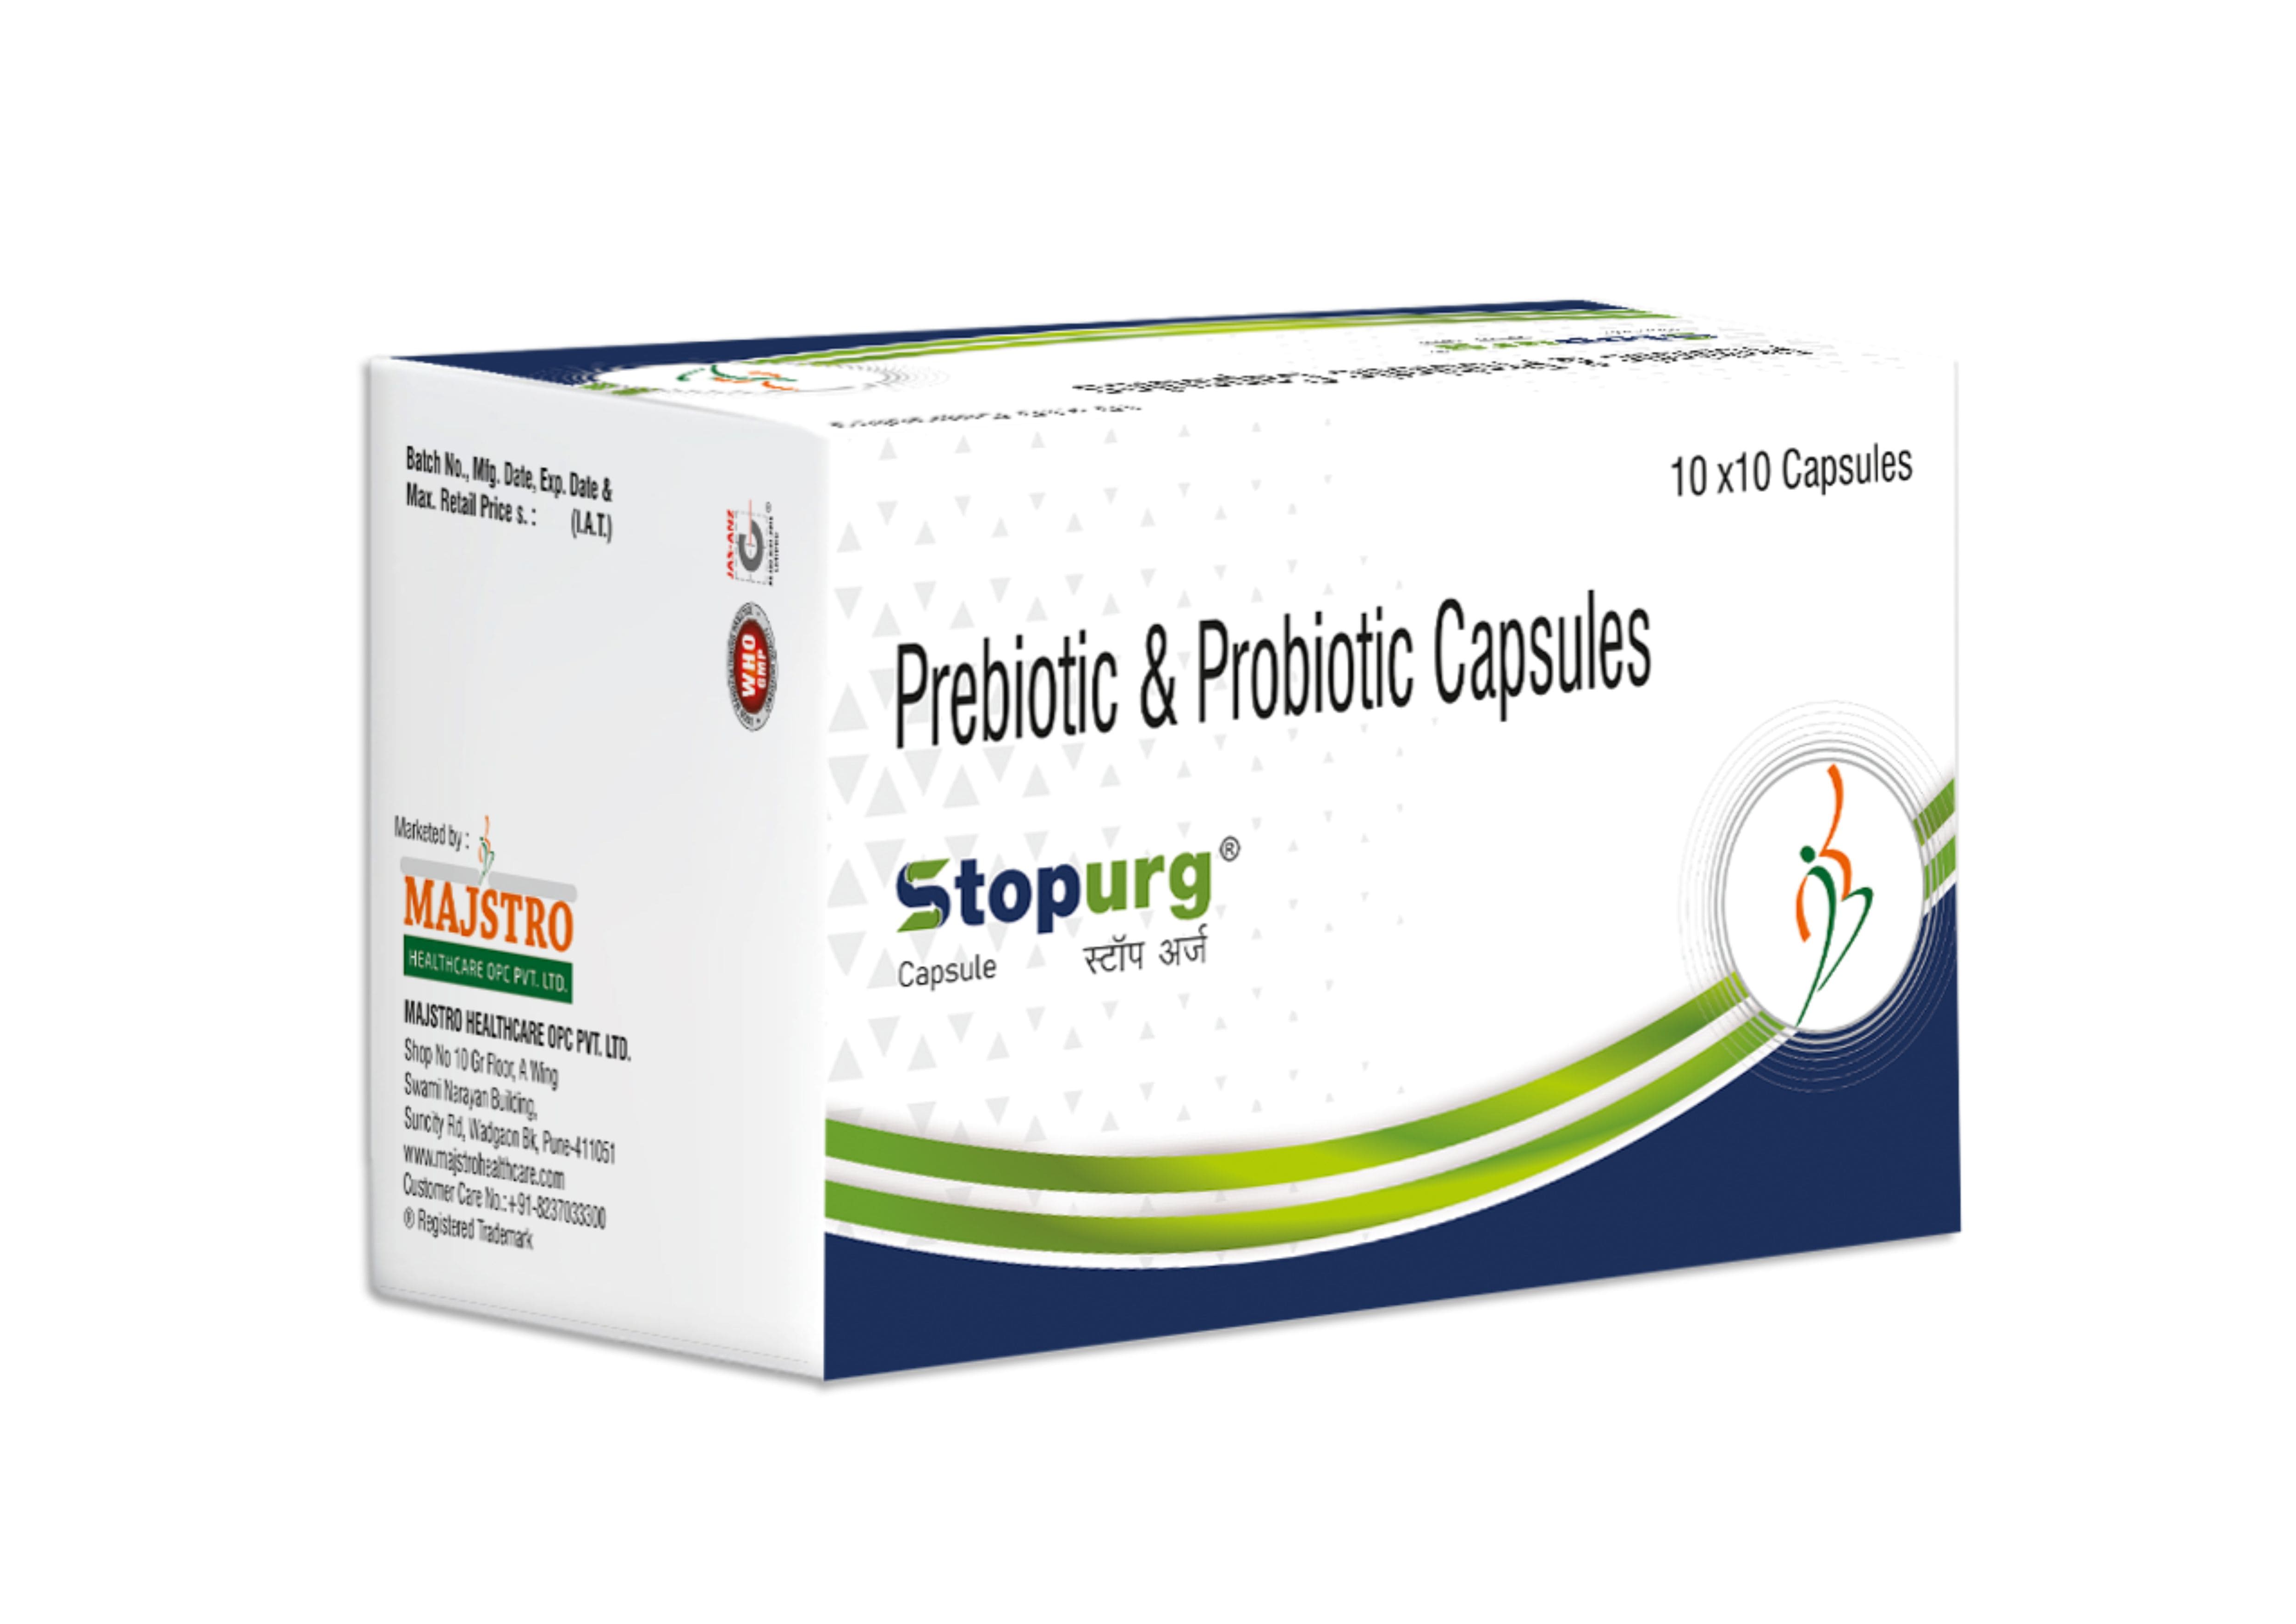 Batch No., Mfg. Date, Exp. Date &
Max. Retail Price s. : (I.A.T.)
JAS-ANZ
WHO
GMP
Marketed by :
MAJSTRO
HEALTHCARE OPC PVT. LTD.
MAJSTRO HEALTHCARE OPC PVT. LTD.
Shop No 10 Gr Floor, A Wing
Swami Narayan Building,
Suncity Rd, Wadgaon Bk, Pune-411051
www.majstrohealthcare.com
Customer Care No.:+91-8237033300
® Registered Trademark
10 x10 Capsules
Prebiotic & Probiotic Capsules
Stopurg®
Capsule स्टॉप अर्ज